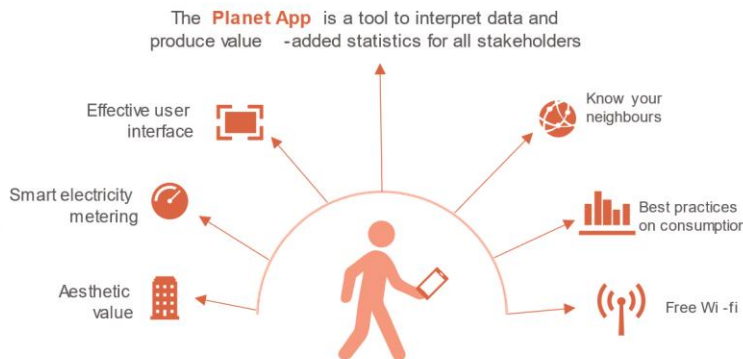 The Planet App is a tool to interpret data and
produce value -added statistics for all stakeholders
Effective user
interface
Know your
neighbours
Smart electricity
metering
Best practices
on consumption
Aesthetic
value
Free Wi -fi